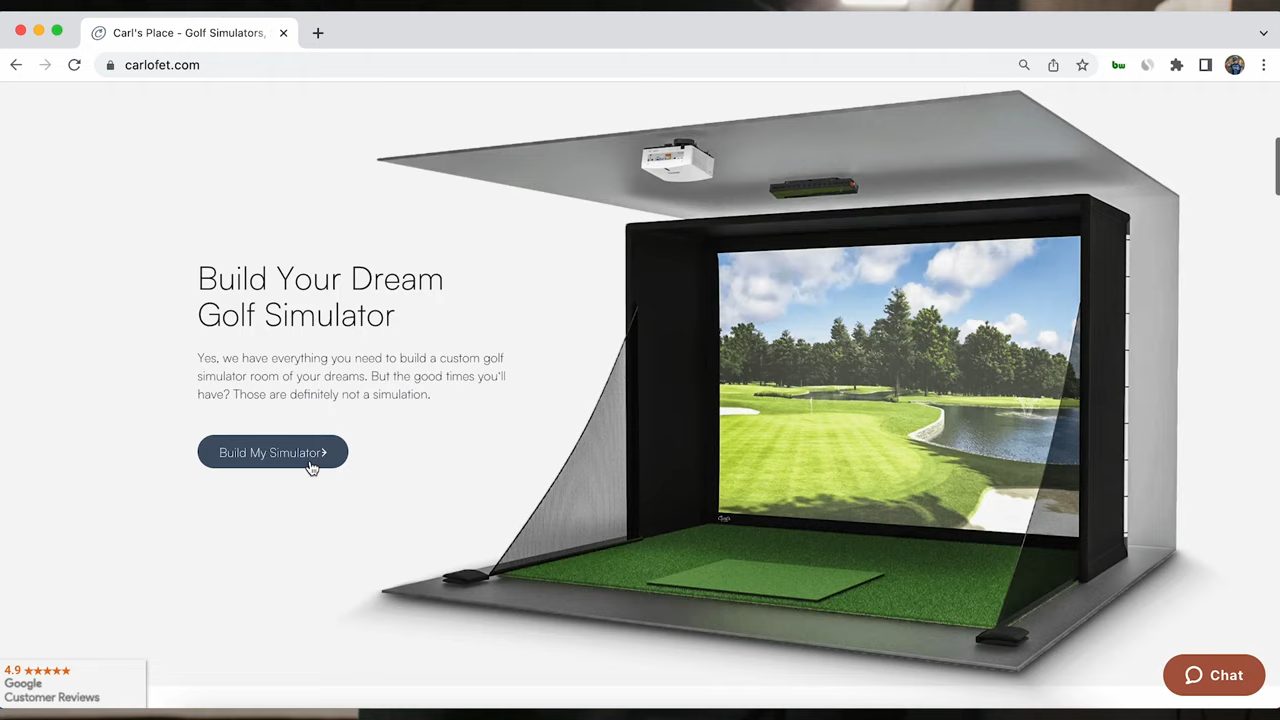 Carl's Place - Golf Simulators,
carlofet.com
bw
Build Your Dream
Golf Simulator
Yes, we have everything you need to build a custom golf
simulator room of your dreams. But the good times you'll
have? Those are definitely not a simulation.
Build My Simulator
4.9
Google
Customer Reviews
Chat